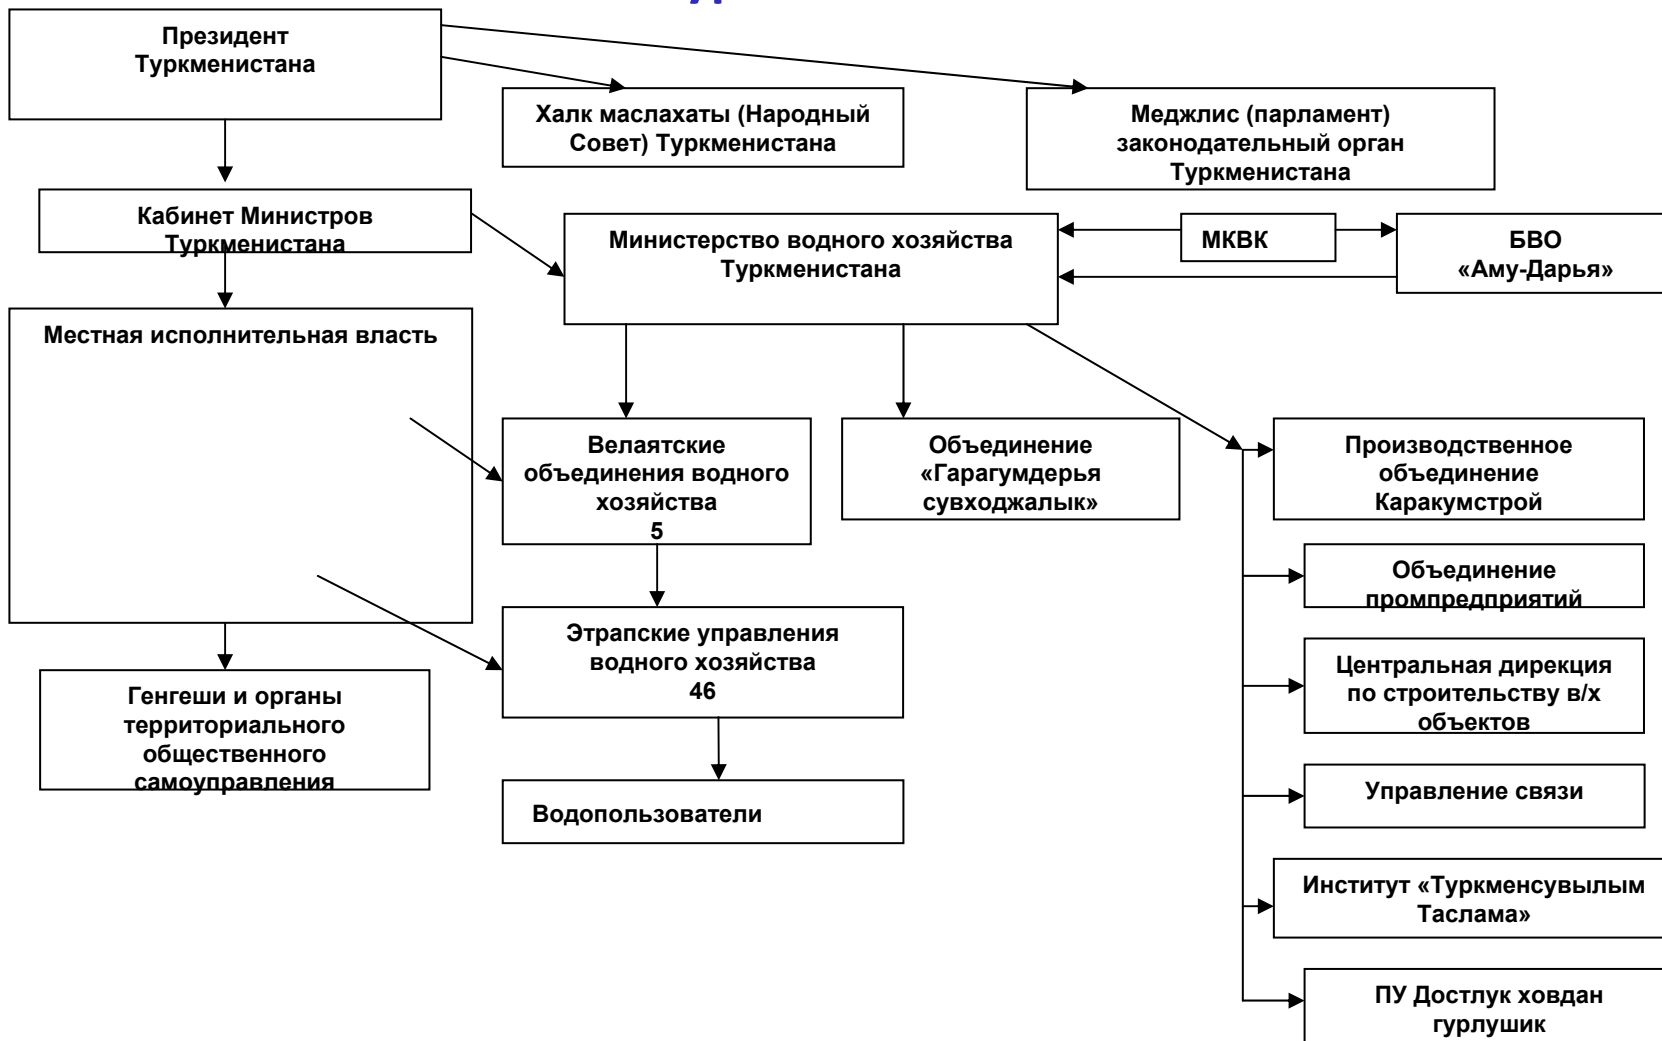 Президент
Туркменистана
Халк маслахаты (Народный
Совет) Туркменистана
Меджлис (парламент)
законодательный орган
Туркменистана
Кабинет Министров
Туркменистана
Министерство водного хозяйства
Туркменистана
МКВК
БВО
«Аму-Дарья»
Местная исполнительная власть
Велаятские
объединения водного
хозяйства
5
Объединение
«Гарагумдерья
сувходжалык»
Производственное
объединение
Каракумстрой
Объединение
промпредприятий
Этрапские управления
водного хозяйства
46
Центральная дирекция
по строительству в/х
объектов
Генгеши и органы
территориального
общественного
самоуправления
Водопользователи
Управление связи
Институт «Туркменсувылым
Таслама»
ПУ Достлук ховдан
гурлушик